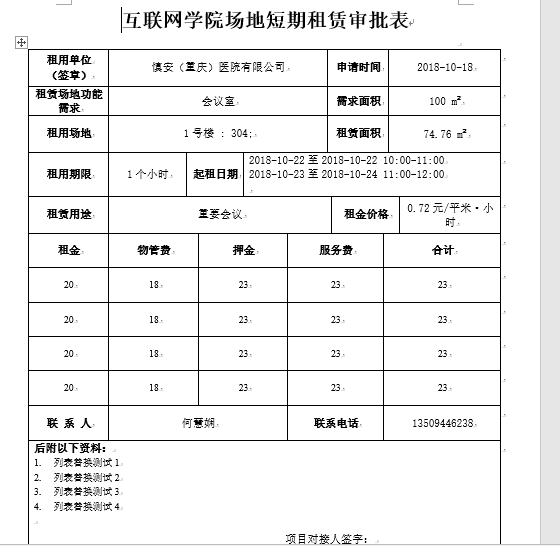 互联网学院场地短期租赁审批表
租用单位
（签章）
慎安（重庆）医院有限公司
申请时间
2018-10-18
租赁场地功能
需求
会议室
需求面积
100 m²
租用场地
1号楼 : 304;
租赁面积
74.76 m²
租用期限
1个小时
起租日期
2018-10-22 至 2018-10-22 10:00-11:00
2018-10-23 至 2018-10-24 11:00-12:00
租赁用途
重要会议
租金价格
0.72 元/平米·小
时
租金 物管费 押金 服务费 合计
20 18 23 23 23
20 18 23 23 23
20 18 23 23 23
20 18 23 23 23
联 系 人
何慧娴
联系电话
13509446238
后附以下资料：
1. 列表替换测试1
2. 列表替换测试2
3. 列表替换测试3
4. 列表替换测试4
项目对接人签字：